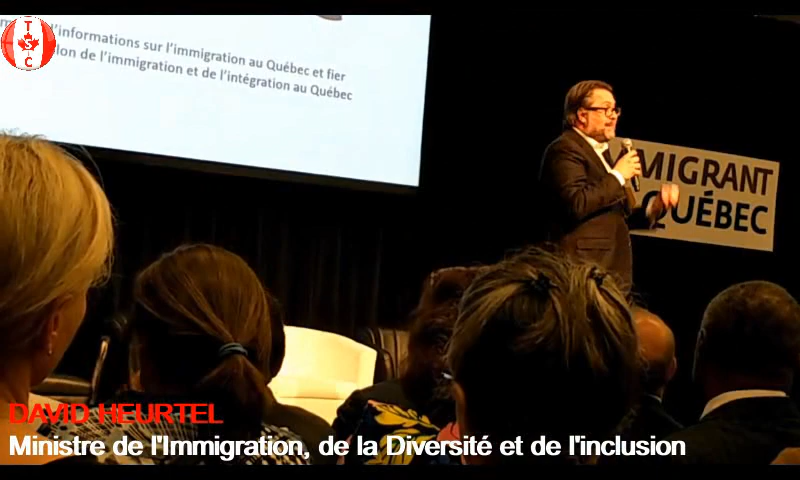 T
S
C
d'informations sur l'immigration au Québec et fier
de l'immigration et de l'intégration au Québec
MIGRANT
QUÉBEC
DAVID HEURTEL
Ministre de l'Immigration, de la Diversité et de l'inclusion